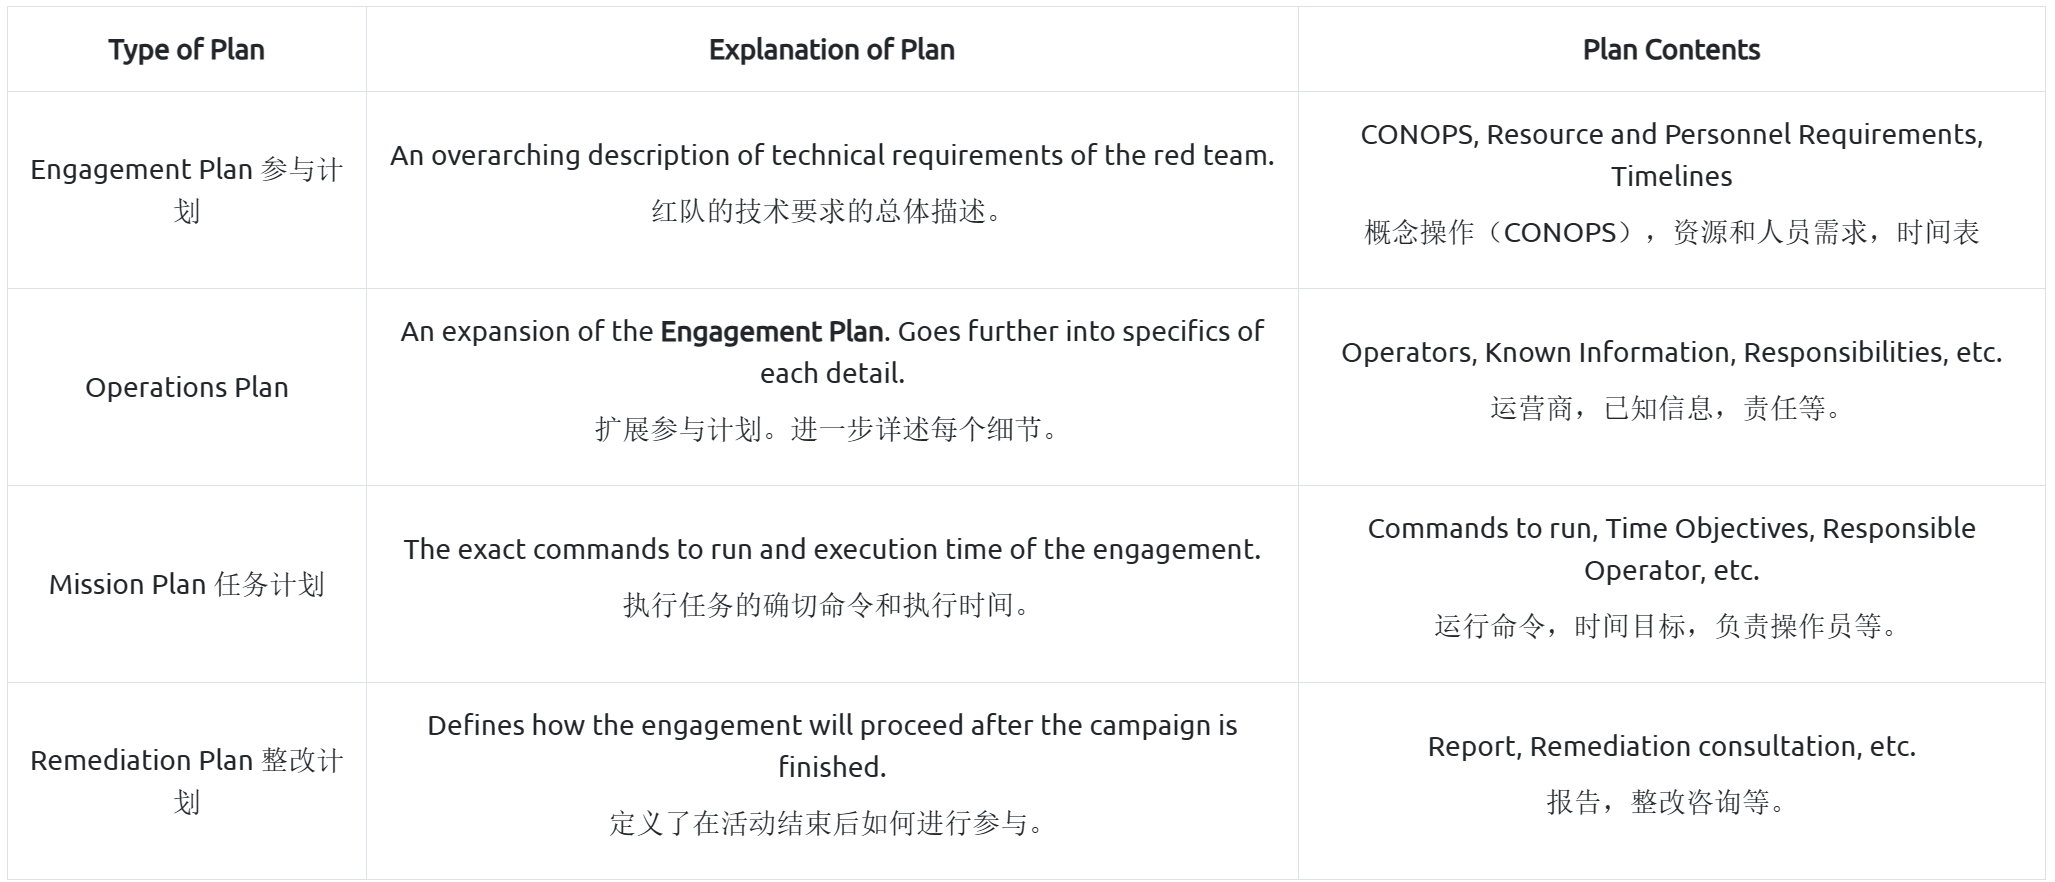 Type of Plan
Explanation of Plan
Plan Contents
Engagement Plan 参与计
划
An overarching description of technical requirements of the red team.
红队的技术要求的总体描述。
CONOPS, Resource and Personnel Requirements,
Timelines
概念操作（CONOPS），资源和人员需求，时间表
Operations Plan
An expansion of the Engagement Plan. Goes further into specifics of
each detail.
扩展参与计划。进一步详述每个细节。
Operators, Known Information, Responsibilities, etc.
运营商，已知信息，责任等。
Mission Plan 任务计划
The exact commands to run and execution time of the engagement.
执行任务的确切命令和执行时间。
Commands to run, Time Objectives, Responsible
Operator, etc.
运行命令，时间目标，负责操作员等。
Remediation Plan 整改计
划
Defines how the engagement will proceed after the campaign is
finished.
定义了在活动结束后如何进行参与。
Report, Remediation consultation, etc.
报告，整改咨询等。